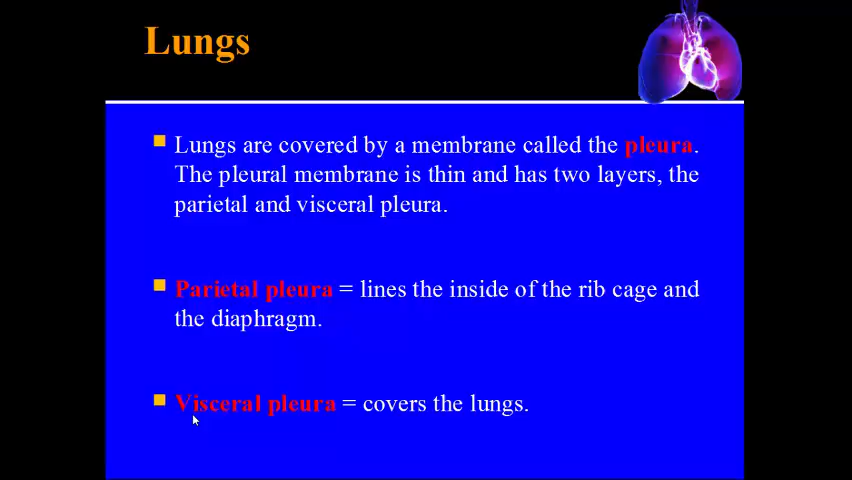 Lungs
Lungs are covered by a membrane called the pleura.
The pleural membrane is thin and has two layers, the
parietal and visceral pleura.
Parietal pleura = lines the inside of the rib cage and
the diaphragm.
Visceral pleura = covers the lungs.